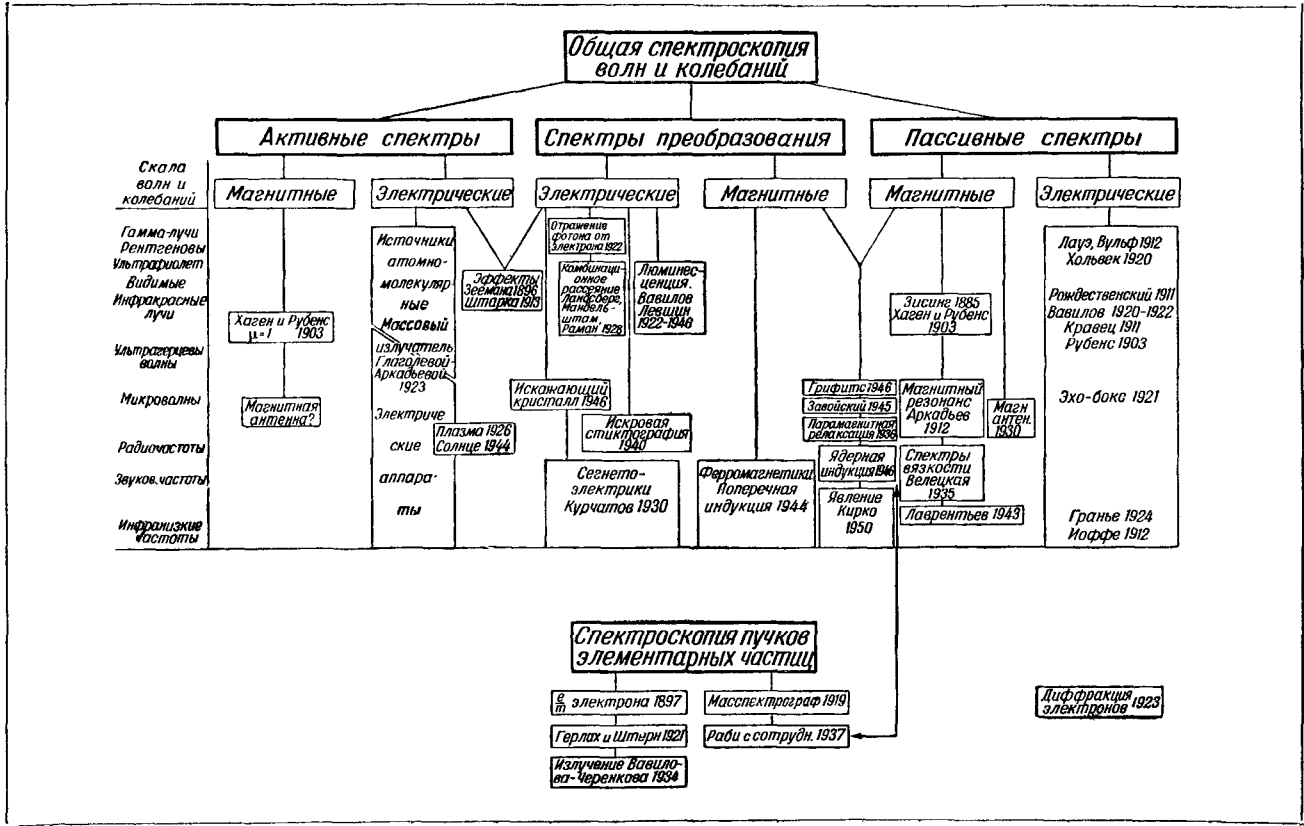 Общая спектроскопия
волн и колебаний
Активные спектры
Спектры преобразования
Пассивные спектры
Скала
волн и
колебаний
Магнитные
Электрические
Электрические
Магнитные
Магнитные
Электрические
Гамма-лучи
Рентгеновы
Ультрафиолет
Видимые
Инфракрасные
лучи
Ультрагерцевы
волны
Микроволны
Радиочастоты
Звуков. частоты
Инфранизкие
частоты
Хаген и Рубенс
μ=1 1903
Магнитная
антенна?
Источники
атомно-
молекуляр-
ные
Массовый
излучатель
Глаголевой-
Аркадьевой
1923
Электриче
ские
аппара-
ты
Эффекты
Зеемана 1896
Штарка 1913
Плазма 1926
Солнце 1944
Отражение
фотона от
электрона 1922
Комбинаци-
онное
рассеяние
Ландсберг,
Мандель-
штам,
Раман 1928
Люминес-
ценция.
Вавилов
Левшин
1922-1948
Искажающий
кристалл 1946
Искровая
стиктография
1940
Сегнето-
электрики
Курчатов 1930
Ферромагнетики
Поперечная
индукция 1944
Грифитс 1946
Завойский 1945
Парамагнитная
релаксация 1936
Ядерная
индукция 1946
Явление
Кирко
1950
Зисинг 1885
Хаген и Рубенс
1903
Магнитный
резонанс
Аркадьев
1912
Магн
антен.
1930
Спектры
вязкости
Велецкая
1935
Лаврентьев 1943
Лауэ, Вульф 1912
Хольвек 1920
Рождественский 1911
Вавилов 1920-1922
Кравец 1911
Рубенс 1903
Эхо-бокс 1921
Гранье 1924
Иоффе 1912
Спектроскопия пучков
элементарных частиц
e/m электрона 1897
Масспектрограф 1919
Герлах и Штерн 1921
Раби с сотрудн. 1937
Излучение Вавило-
ва-Черенкова 1934
Диффракция
электронов 1923